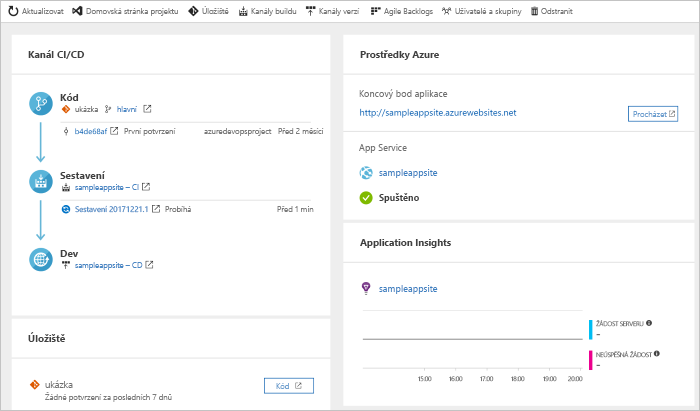 Aktualizovat Domovská stránka projektu Úložiště Kanály buildu Kanály verzí Agile Backlogs Uživatelé a skupiny Odstranit
Kanál CI/CD
Kód
ukázka hlavní
b4de68af První potvrzení azuredevopsproject Před 2 měsíci
Sestavení
sampleappsite – CI
Sestavení 20171221.1 Probíhá Před 1 min
Dev
sampleappsite – CD
Úložiště
ukázka
Žádné potvrzení za posledních 7 dnů
Kód
Prostředky Azure
Koncový bod aplikace
http://sampleappsite.azurewebsites.net Procházet
App Service
sampleappsite
Spuštěno
Application Insights
sampleappsite
ŽÁDOST SERVERU
--
NEÚSPĚŠNÁ ŽÁDOST
--
15:00 16:00 17:00 18:00 19:00 20:00